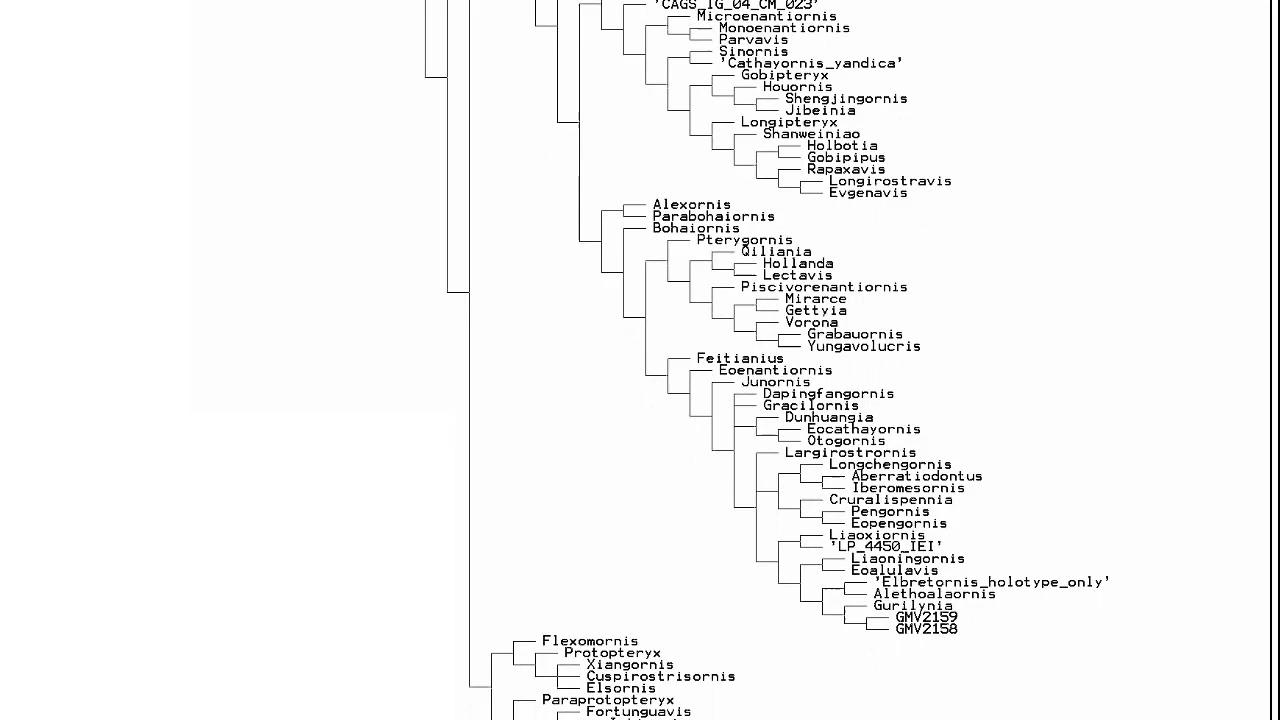 'CAGS_IG_04_CM_023'
Microenantiornis
Monoenantiornis
Parvavis
Sinornis
'Cathayornis_yandica'
Gobipteryx
Houornis
Shengjingornis
Jibeinia
Longipteryx
Shanweiniao
Holbotia
Gobipipus
Rapaxavis
Longirostravis
Evgenavis
Alexornis
Parabohaiornis
Bohaiornis
Pterygornis
Qiliania
Hollanda
Lectavis
Piscivorenantiornis
Mirarce
Gettyia
Vorona
Grabauornis
Yungavolucris
Feitianius
Eoenantiornis
Junornis
Dapingfangornis
Gracilornis
Dunhuangia
Eocathayornis
Otogornis
Largirostrornis
Longchengornis
Aberratiodontus
Iberomesornis
Cruralispennia
Pengornis
Eopengornis
Liaoxiornis
'LP_4450_IEI'
Liaoningornis
Eoalulavis
'Elbretornis_holotype_only'
Alethoalaornis
Gurilynia
GMV2159
GMV2158
Flexomornis
Protopteryx
Xiangornis
Cuspirostrisornis
Elsornis
Paraprotopteryx
Fortunguavis